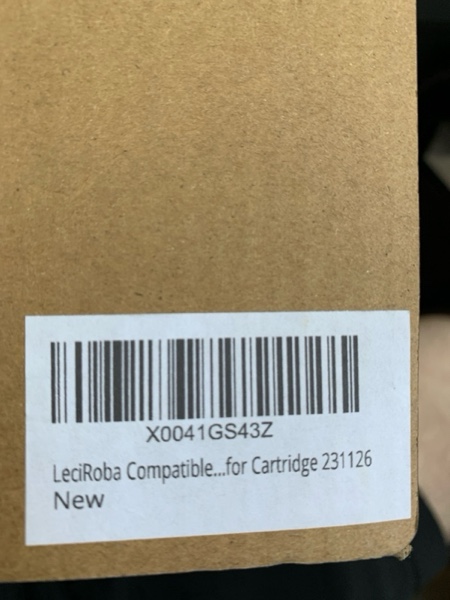 X0041GS43Z
LeciRoba Compatible...for Cartridge 231126
New